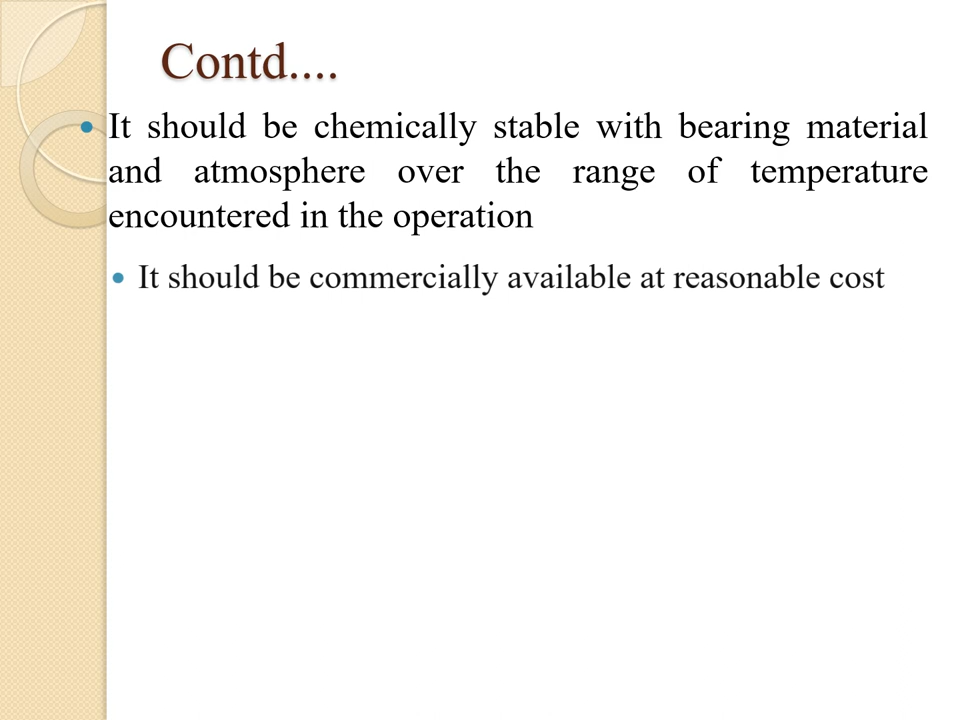 Contd....
It should be chemically stable with bearing material
and atmosphere over the range of temperature
encountered in the operation
It should be commercially available at reasonable cost